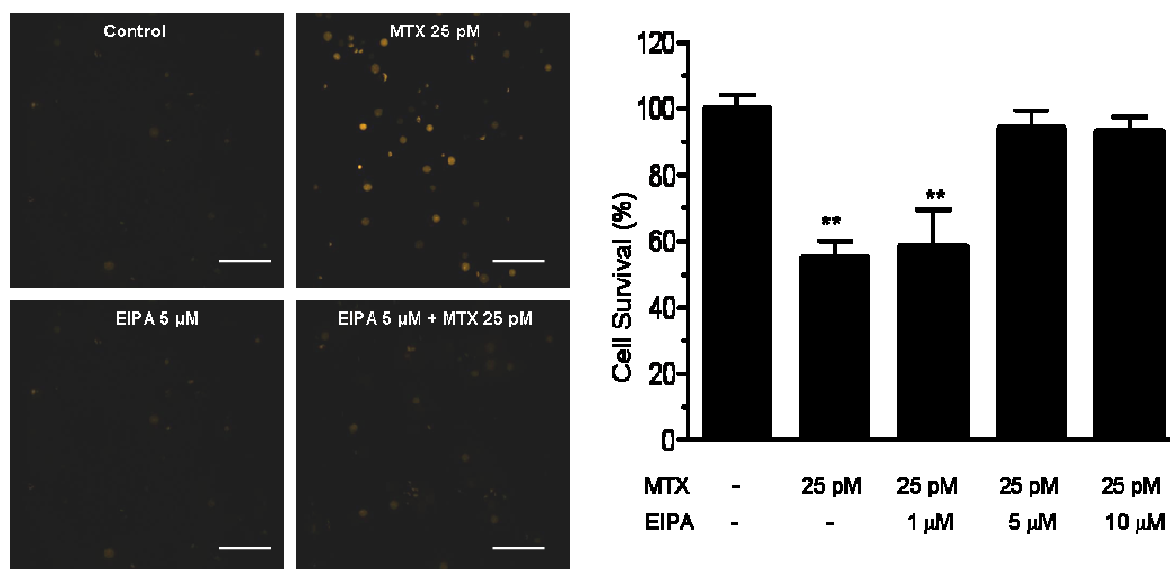 Control
MTX 25 pM
EIPA 5 µM
EIPA 5 µM + MTX 25 pM
Cell Survival (%)
120
100
80
60
40
20
0
**
**
MTX - 25 pM 25 pM 25 pM 25 pM
EIPA - - 1 µM 5 µM 10 µM